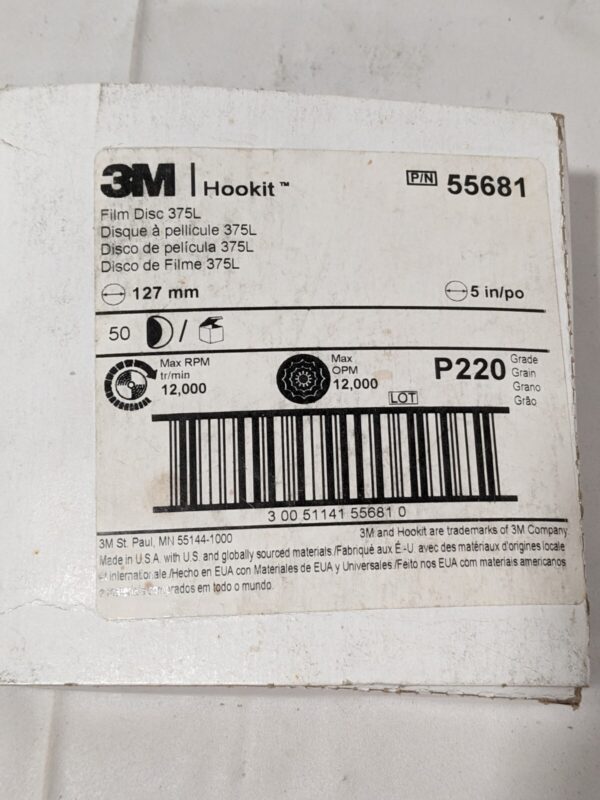 3M | Hookit™
P/N 55681
Film Disc 375L
Disque à pellicule 375L
Disco de película 375L
Disco de Filme 375L
127 mm
5 in/po
50 /
Max RPM
tr/min
12,000
Max
OPM
12,000
P220
Grade
Grain
Grano
Grão
LOT
3 00 51141 55681 0
3M St. Paul, MN 55144-1000
3M and Hookit are trademarks of 3M Company
Made in U.S.A. with U.S. and globally sourced materials /Fabriqué aux É.-U. avec des matériaux d'origines locale
internationale /Hecho en EUA con Materiales de EUA y Universales /Feito nos EUA com materiais americanos
em todo o mundo.